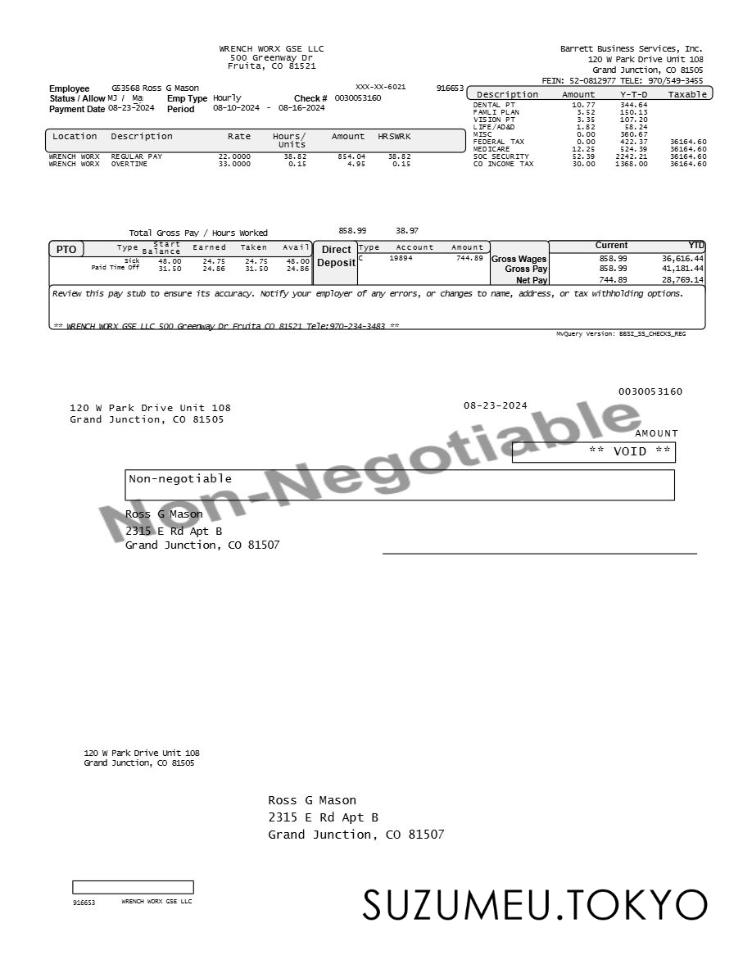 WRENCH WORX GSE LLC
500 Greenway Dr
Fruita, CO 81521
Barrett Business Services, Inc.
120 W Park Drive Unit 108
Grand Junction, CO 81505
FEIN: 52-0812977 TELE: 970/549-3455
Employee G53568 Ross G Mason XXX-XX-6021 916653
Status / Allow MJ / Ma Emp Type Hourly Check # 0030053160
Payment Date 08-23-2024 Period 08-10-2024 - 08-16-2024
Description Amount Y-T-D Taxable
DENTAL PT 10.77 344.64
FAMLI PLAN 3.52 150.13
VISION PT 3.35 107.20
LIFE/AD&D 1.82 58.24
MISC 0.00 360.67
FEDERAL TAX 0.00 422.37 36164.60
MEDICARE 12.25 524.39 36164.60
SOC SECURITY 52.39 2242.21 36164.60
CO INCOME TAX 30.00 1368.00 36164.60
Location Description Rate Hours/ Units Amount HRSWRK
WRENCH WORX REGULAR PAY 22.0000 38.82 854.04 38.82
WRENCH WORX OVERTIME 33.0000 0.15 4.95 0.15
Total Gross Pay / Hours Worked 858.99 38.97
PTO Type Start Balance Earned Taken Avail
Sick 48.00 24.75 24.75 48.00
Paid Time Off 31.50 24.86 31.50 24.86
Direct Deposit Type Account Amount
C 19894 744.89
Current YTD
Gross Wages 858.99 36,616.44
Gross Pay 858.99 41,181.44
Net Pay 744.89 28,769.14
Review this pay stub to ensure its accuracy. Notify your employer of any errors, or changes to name, address, or tax withholding options.
** WRENCH WORX GSE LLC 500 Greenway Dr Fruita CO 81521 Tele:970-234-3483 **
MvQuery Version: BBSI_SS_CHECKS_REG
0030053160
120 W Park Drive Unit 108
Grand Junction, CO 81505
08-23-2024
AMOUNT
** VOID **
Non-negotiable
Non-Negotiable
Ross G Mason
2315 E Rd Apt B
Grand Junction, CO 81507
120 W Park Drive Unit 108
Grand Junction, CO 81505
Ross G Mason
2315 E Rd Apt B
Grand Junction, CO 81507
916653 WRENCH WORX GSE LLC
SUZUMEU.TOKYO